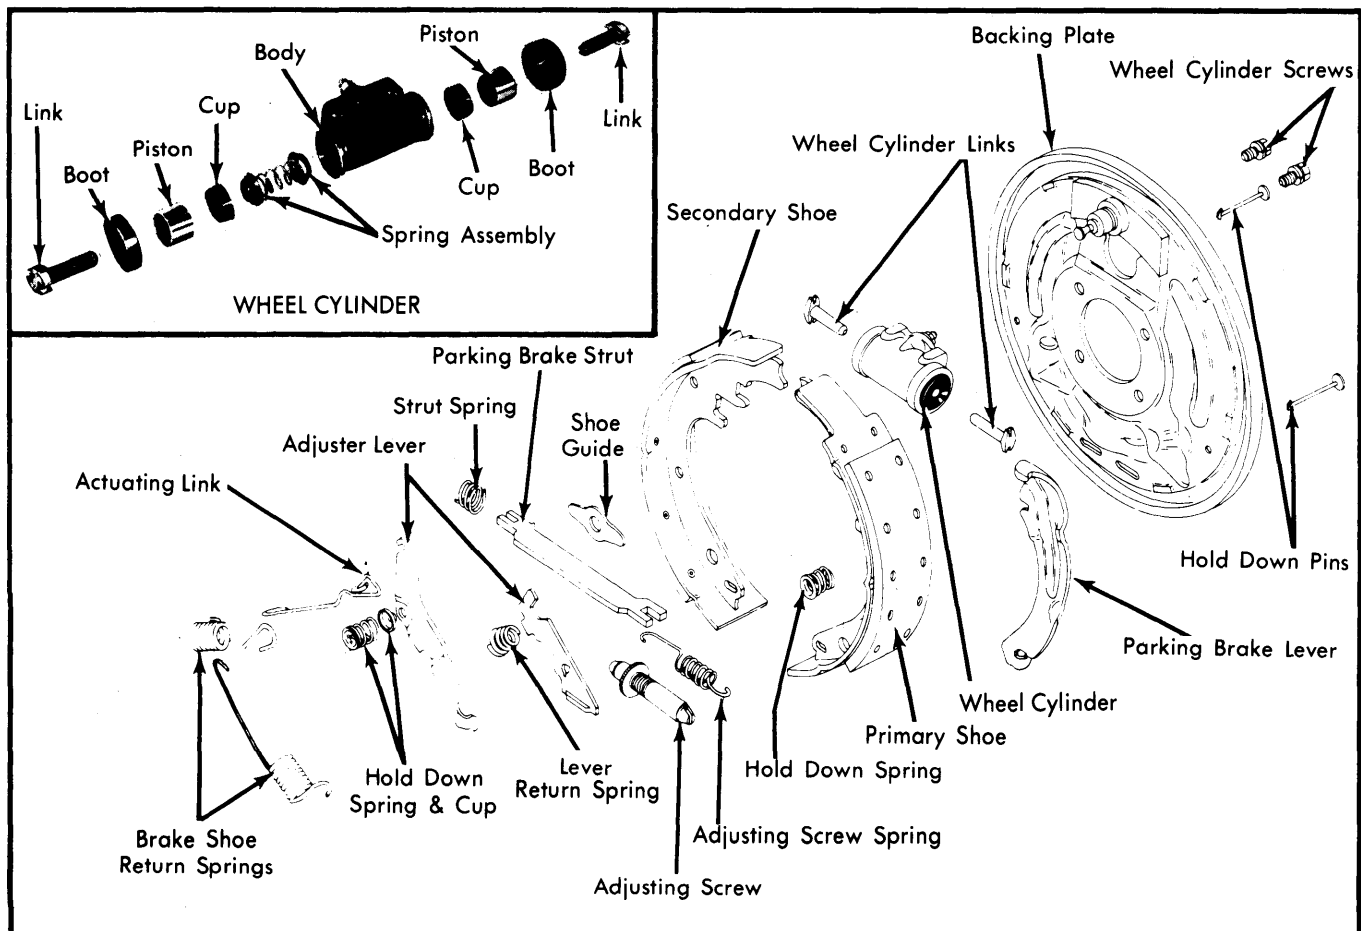 Piston
Body
Cup
Link
Piston
Boot
Link
Boot
Cup
Spring Assembly
WHEEL CYLINDER
Backing Plate
Wheel Cylinder Screws
Wheel Cylinder Links
Secondary Shoe
Parking Brake Strut
Strut Spring
Shoe
Guide
Adjuster Lever
Actuating Link
Hold Down Pins
Parking Brake Lever
Wheel Cylinder
Primary Shoe
Hold Down Spring
Lever
Return Spring
Hold Down
Spring & Cup
Adjusting Screw Spring
Brake Shoe
Return Springs
Adjusting Screw